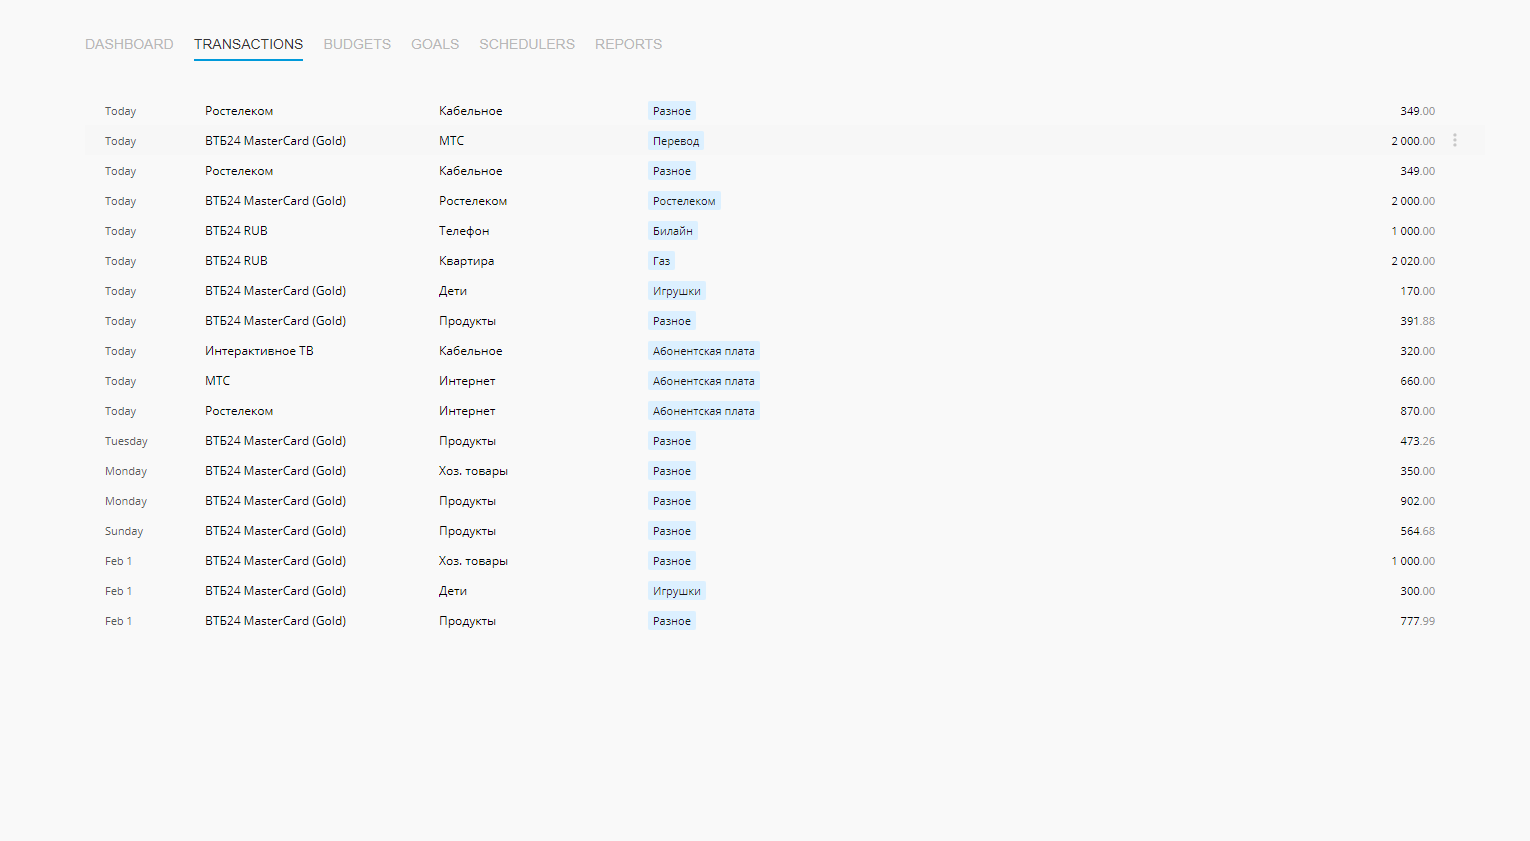 DASHBOARD TRANSACTIONS BUDGETS GOALS SCHEDULERS REPORTS
Today Ростелеком Кабельное Разное 349.00
Today ВТБ24 MasterCard (Gold) МТС Перевод 2 000.00
Today Ростелеком Кабельное Разное 349.00
Today ВТБ24 MasterCard (Gold) Ростелеком Ростелеком 2 000.00
Today ВТБ24 RUB Телефон Билайн 1 000.00
Today ВТБ24 RUB Квартира Газ 2 020.00
Today ВТБ24 MasterCard (Gold) Дети Игрушки 170.00
Today ВТБ24 MasterCard (Gold) Продукты Разное 391.88
Today Интерактивное ТВ Кабельное Абонентская плата 320.00
Today МТС Интернет Абонентская плата 660.00
Today Ростелеком Интернет Абонентская плата 870.00
Tuesday ВТБ24 MasterCard (Gold) Продукты Разное 473.26
Monday ВТБ24 MasterCard (Gold) Хоз. товары Разное 350.00
Monday ВТБ24 MasterCard (Gold) Продукты Разное 902.00
Sunday ВТБ24 MasterCard (Gold) Продукты Разное 564.68
Feb 1 ВТБ24 MasterCard (Gold) Хоз. товары Разное 1 000.00
Feb 1 ВТБ24 MasterCard (Gold) Дети Игрушки 300.00
Feb 1 ВТБ24 MasterCard (Gold) Продукты Разное 777.99